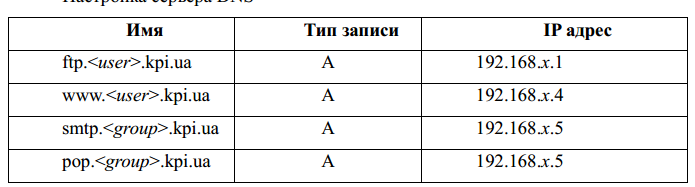 Настройка сервера DNS
Имя Тип записи IP адрес
ftp.<user>.kpi.ua A 192.168.x.1
www.<user>.kpi.ua A 192.168.x.4
smtp.<group>.kpi.ua A 192.168.x.5
pop.<group>.kpi.ua A 192.168.x.5